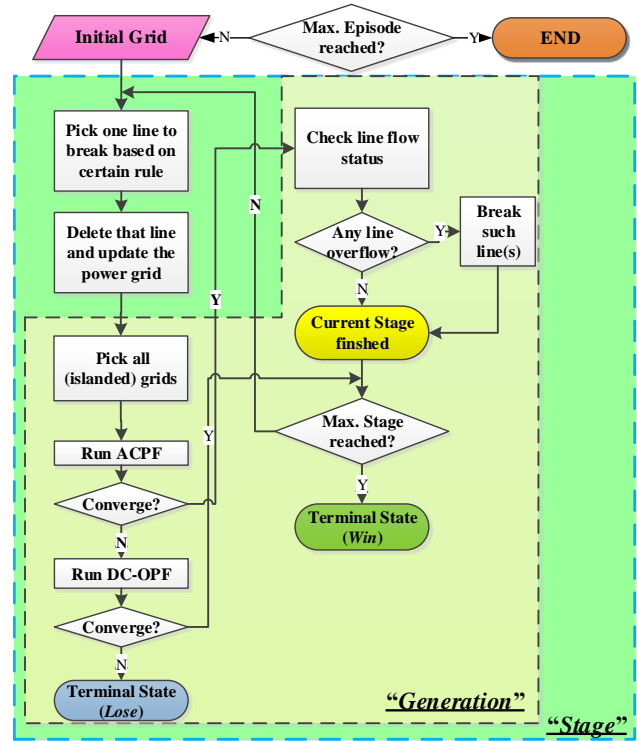 Initial Grid
N
Max. Episode
reached?
Y
END
Pick one line to
break based on
certain rule
Delete that line
and update the
power grid
Pick all
(islanded) grids
Run ACPF
Converge?
N
Run DC-OPF
Converge?
N
Terminal State
(Lose)
Y
Y
N
Check line flow
status
Any line
overflow?
Y
Break
such
line(s)
N
Current Stage
finshed
Max. Stage
reached?
Y
Terminal State
(Win)
“Generation”
“Stage”